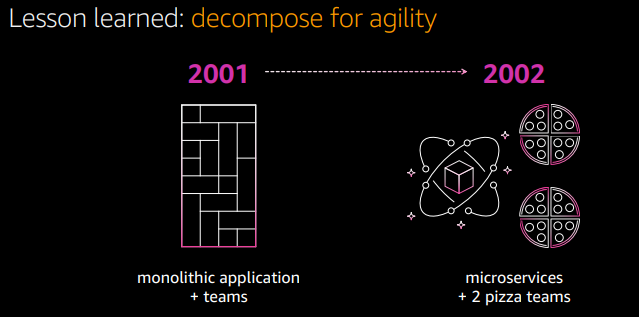 Lesson learned: decompose for agility
2001
2002
monolithic application
+ teams
microservices
+ 2 pizza teams